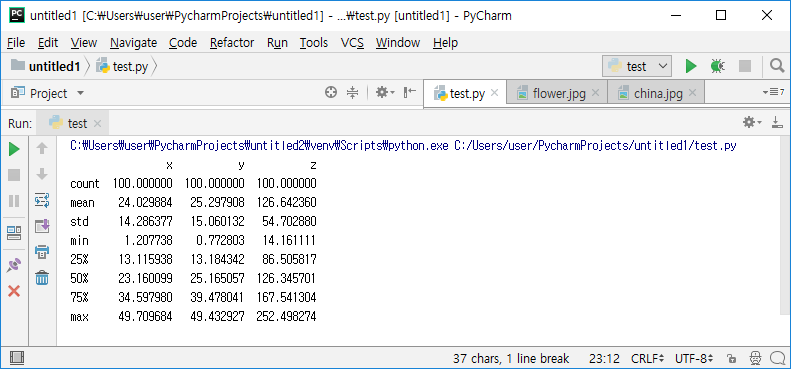 untitled1 [C:₩Users₩user₩PycharmProjects₩untitled1] - ...₩test.py [untitled1] - PyCharm
File Edit View Navigate Code Refactor Run Tools VCS Window Help
untitled1 test.py test
Project test.py flower.jpg china.jpg 7
Run: test
C:₩Users₩user₩PycharmProjects₩untitled2₩venv₩Scripts₩python.exe C:/Users/user/PycharmProjects/untitled1/test.py
x y z
count 100.000000 100.000000 100.000000
mean 24.029884 25.297908 126.642360
std 14.286377 15.060132 54.702880
min 1.207738 0.772803 14.161111
25% 13.115938 13.184342 86.505817
50% 23.160099 25.165057 126.345701
75% 34.597980 39.478041 167.541304
max 49.709684 49.432927 252.498274
37 chars, 1 line break 23:12 CRLF UTF-8